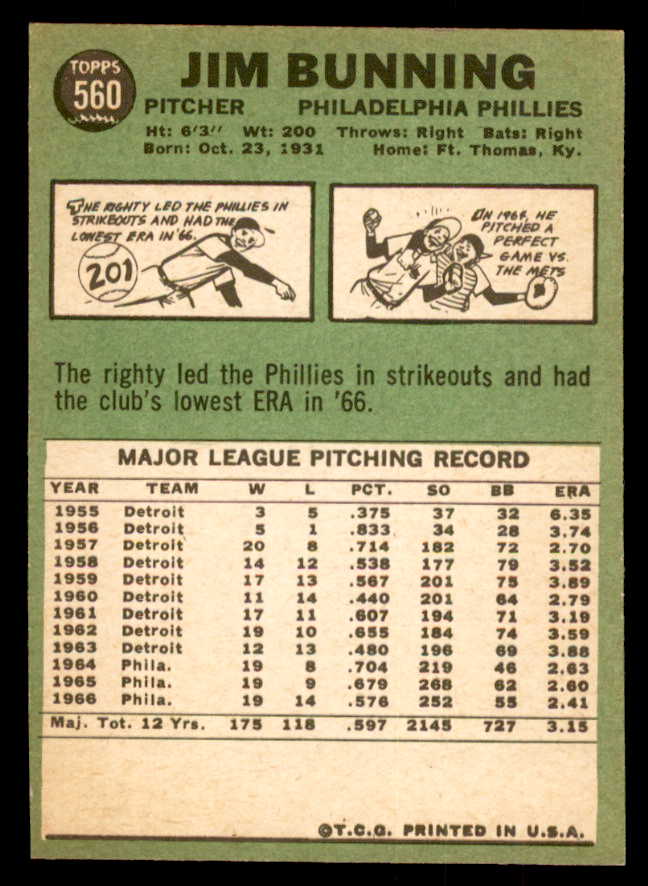 TOPPS
560
JIM BUNNING
PITCHER PHILADELPHIA PHILLIES
Ht: 6'3" Wt: 200 Throws: Right Bats: Right
Born: Oct. 23, 1931 Home: Ft. Thomas, Ky.
THE RIGHTY LED THE PHILLIES IN
STRIKEOUTS AND HAD THE
LOWEST ERA IN '66.
201
IN 1964, HE
PITCHED A
PERFECT
GAME VS.
THE METS
The righty led the Phillies in strikeouts and had
the club's lowest ERA in '66.
MAJOR LEAGUE PITCHING RECORD
YEAR TEAM W L PCT. SO BB ERA
1955 Detroit 3 5 .375 37 32 6.35
1956 Detroit 5 1 .833 34 28 3.74
1957 Detroit 20 8 .714 182 72 2.70
1958 Detroit 14 12 .538 177 79 3.52
1959 Detroit 17 13 .567 201 75 3.89
1960 Detroit 11 14 .440 201 64 2.79
1961 Detroit 17 11 .607 194 71 3.19
1962 Detroit 19 10 .655 184 74 3.59
1963 Detroit 12 13 .480 196 69 3.88
1964 Phila. 19 8 .704 219 46 2.63
1965 Phila. 19 9 .679 268 62 2.60
1966 Phila. 19 14 .576 252 55 2.41
Maj. Tot. 12 Yrs. 175 118 .597 2145 727 3.15
©T.C.G. PRINTED IN U.S.A.